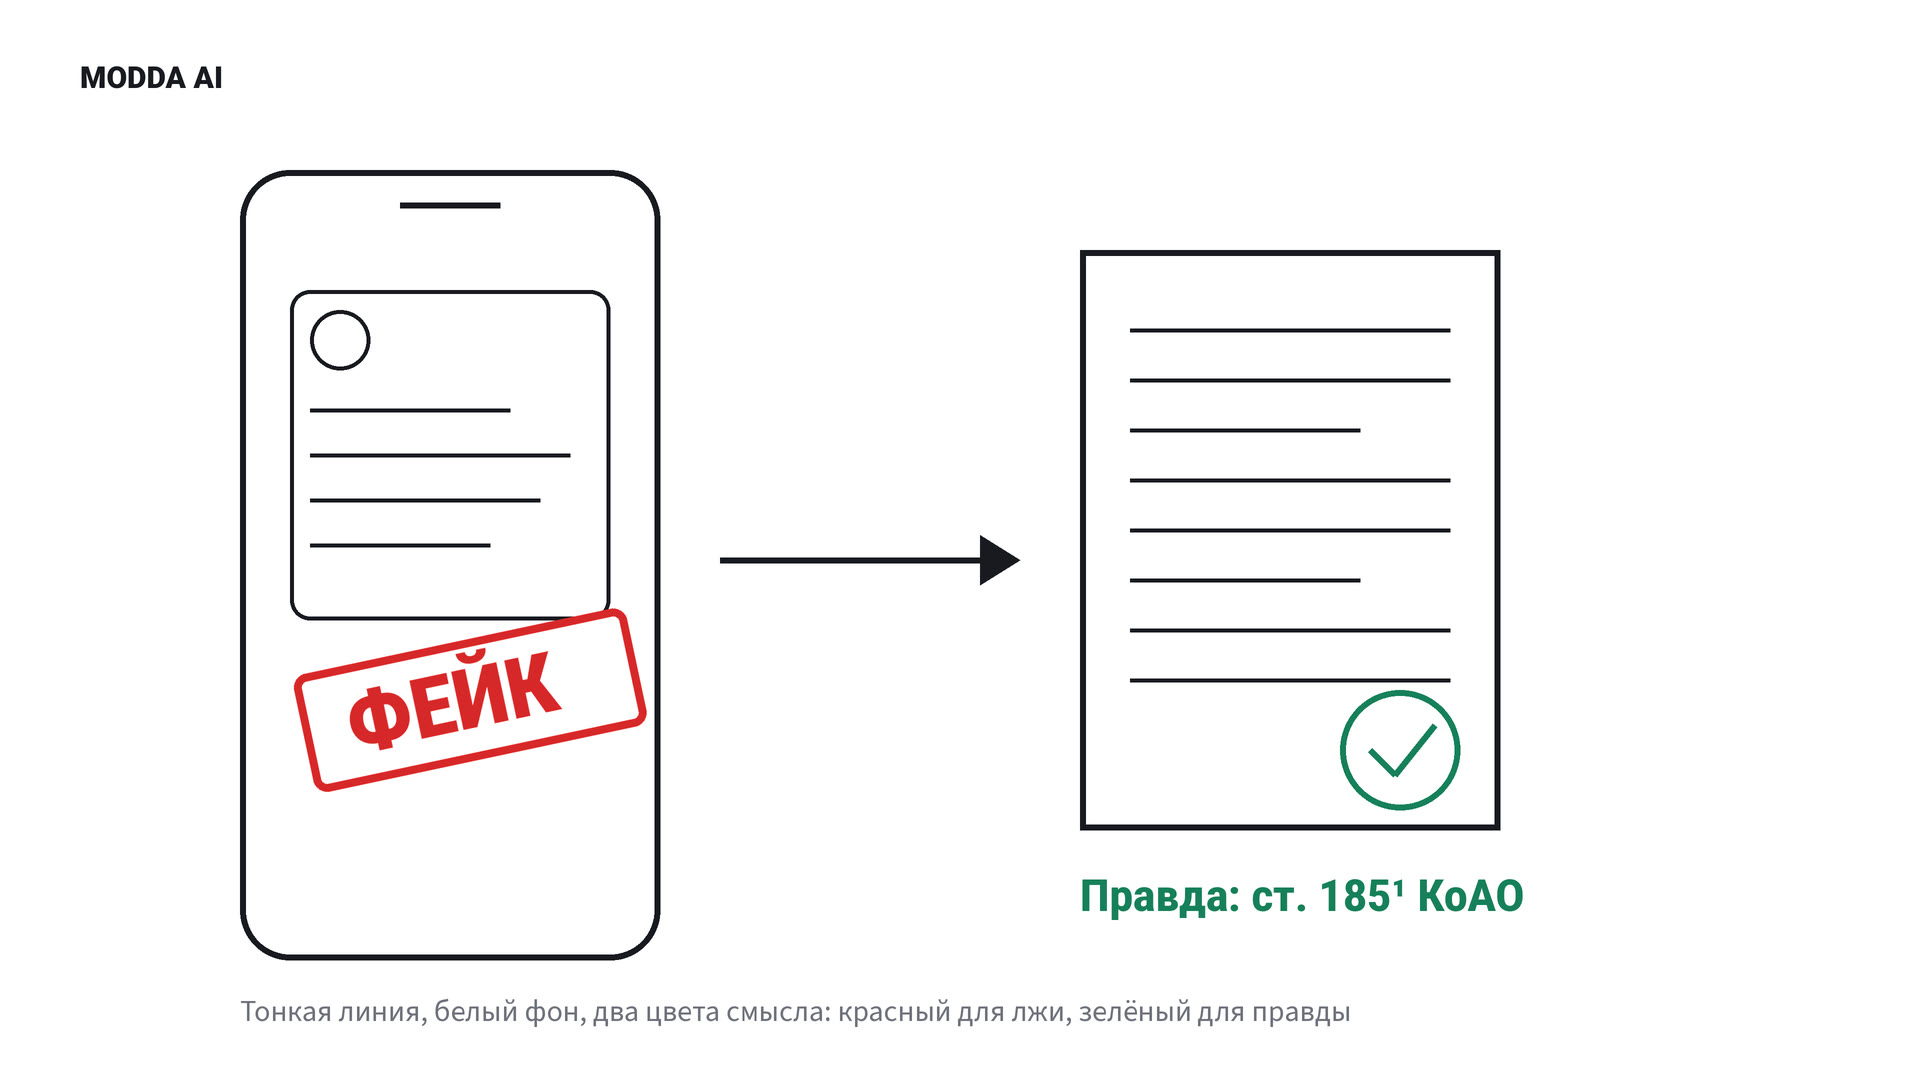 MODDA AI
ФЕЙК
Правда: ст. 185¹ КоАО
Тонкая линия, белый фон, два цвета смысла: красный для лжи, зелёный для правды